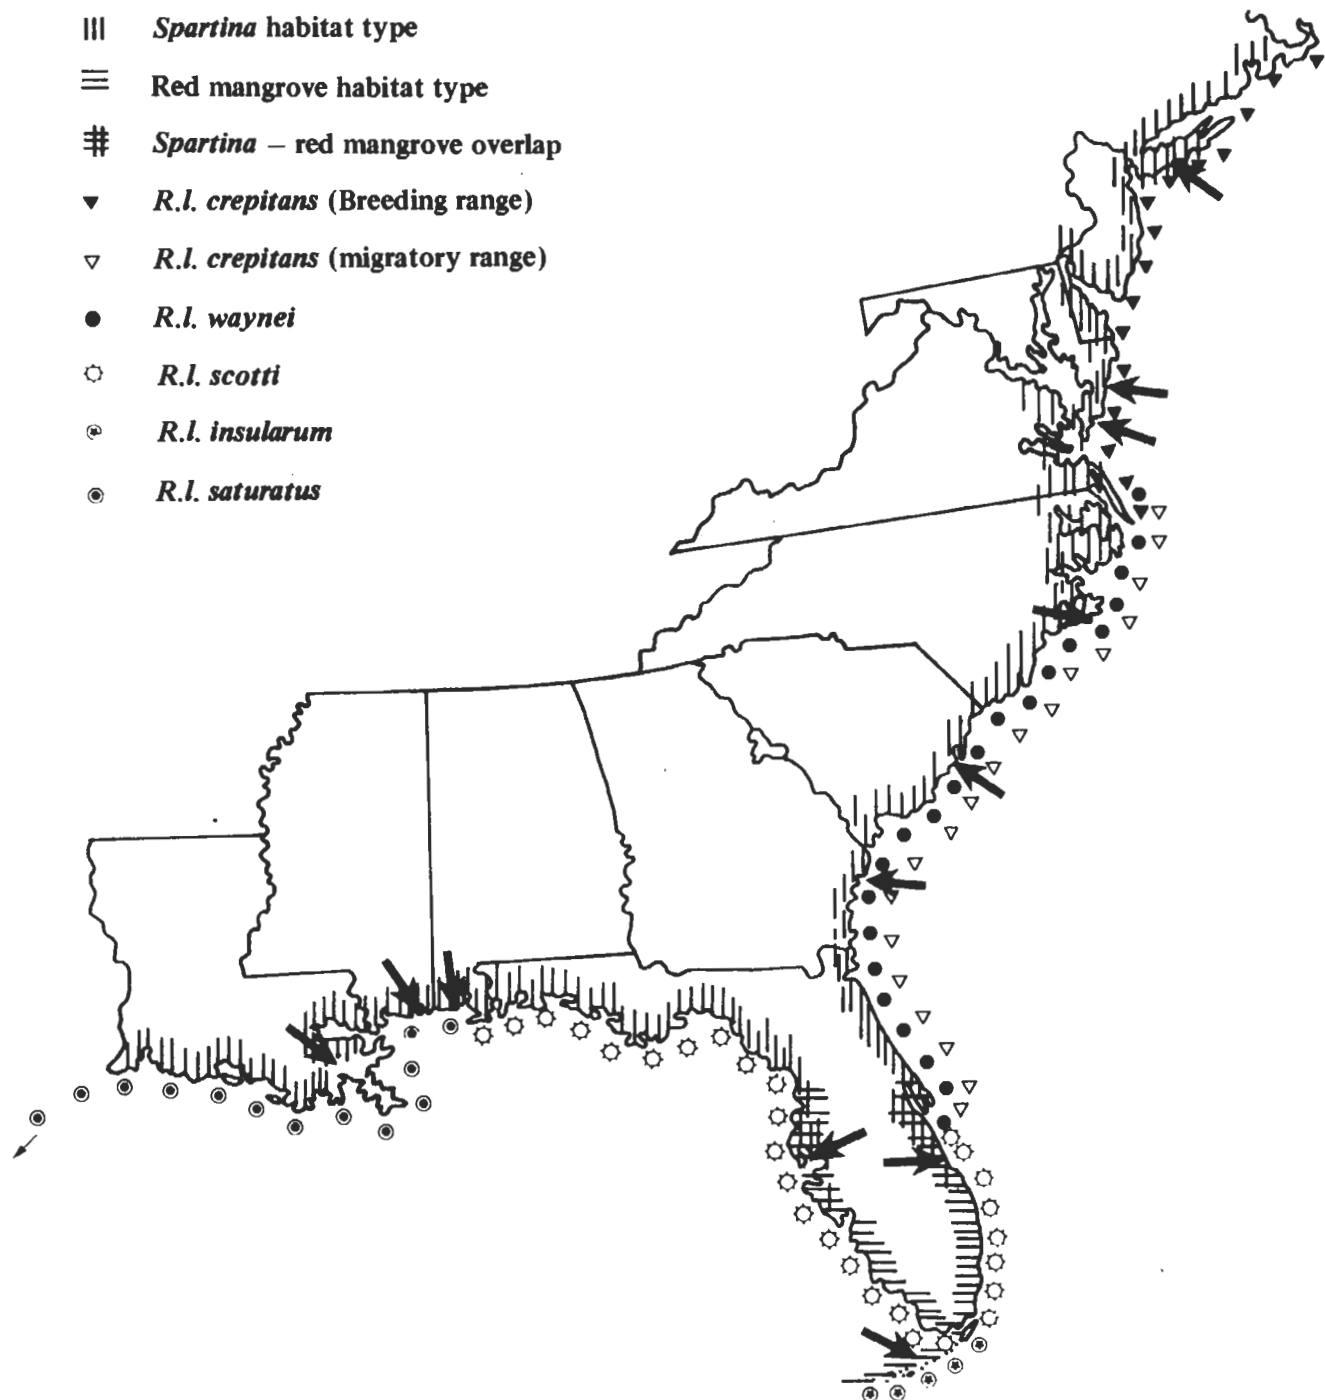 Spartina habitat type
Red mangrove habitat type
Spartina – red mangrove overlap
R.l. crepitans (Breeding range)
R.l. crepitans (migratory range)
R.l. waynei
R.l. scotti
R.l. insularum
R.l. saturatus